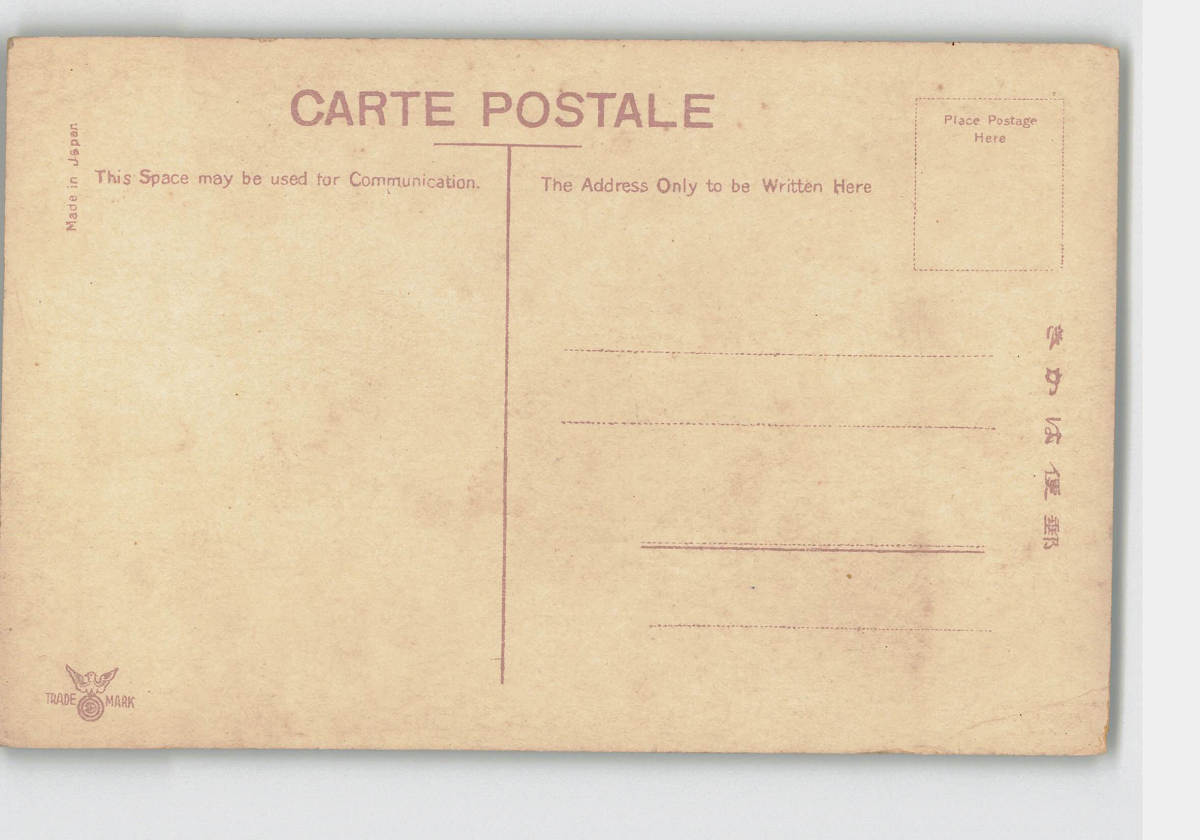 CARTE POSTALE
Made in Japan
This Space may be used for Communication.
The Address Only to be Written Here
Place Postage
Here
きかは便郵
TRADE MARK